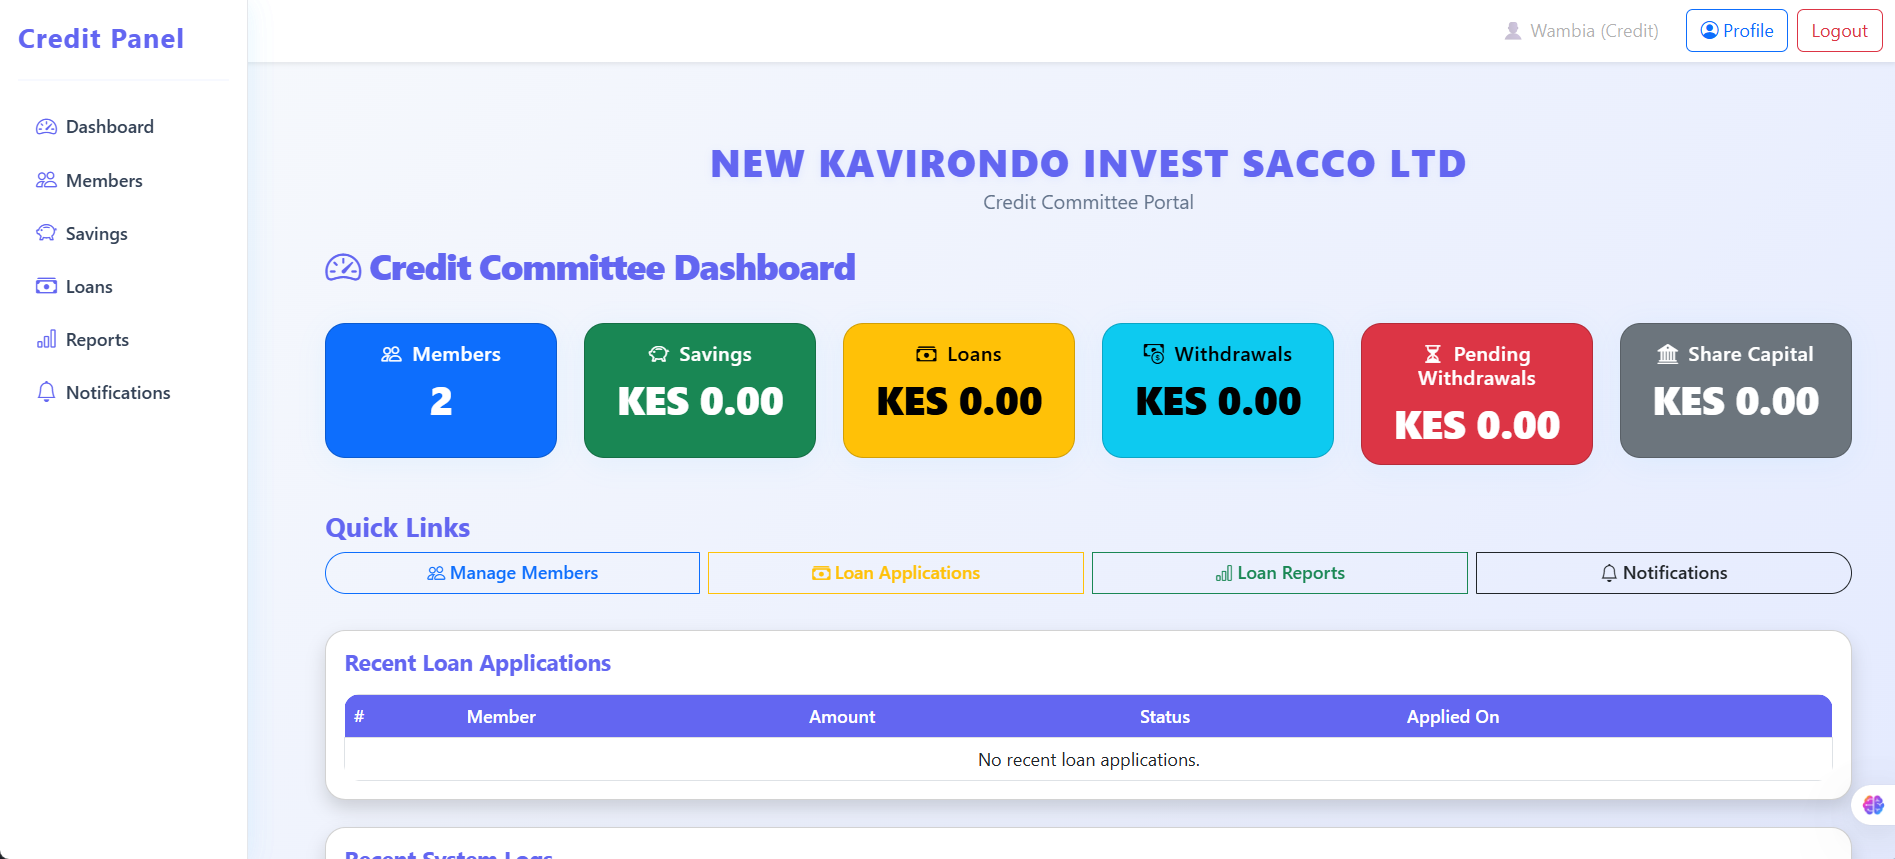 Credit Panel
Wambia (Credit)
Profile
Logout
Dashboard
Members
Savings
Loans
Reports
Notifications
NEW KAVIRONDO INVEST SACCO LTD
Credit Committee Portal
Credit Committee Dashboard
Members
2
Savings
KES 0.00
Loans
KES 0.00
Withdrawals
KES 0.00
Pending
Withdrawals
KES 0.00
Share Capital
KES 0.00
Quick Links
Manage Members
Loan Applications
Loan Reports
Notifications
Recent Loan Applications
# Member Amount Status Applied On
No recent loan applications.
Recent System Logs